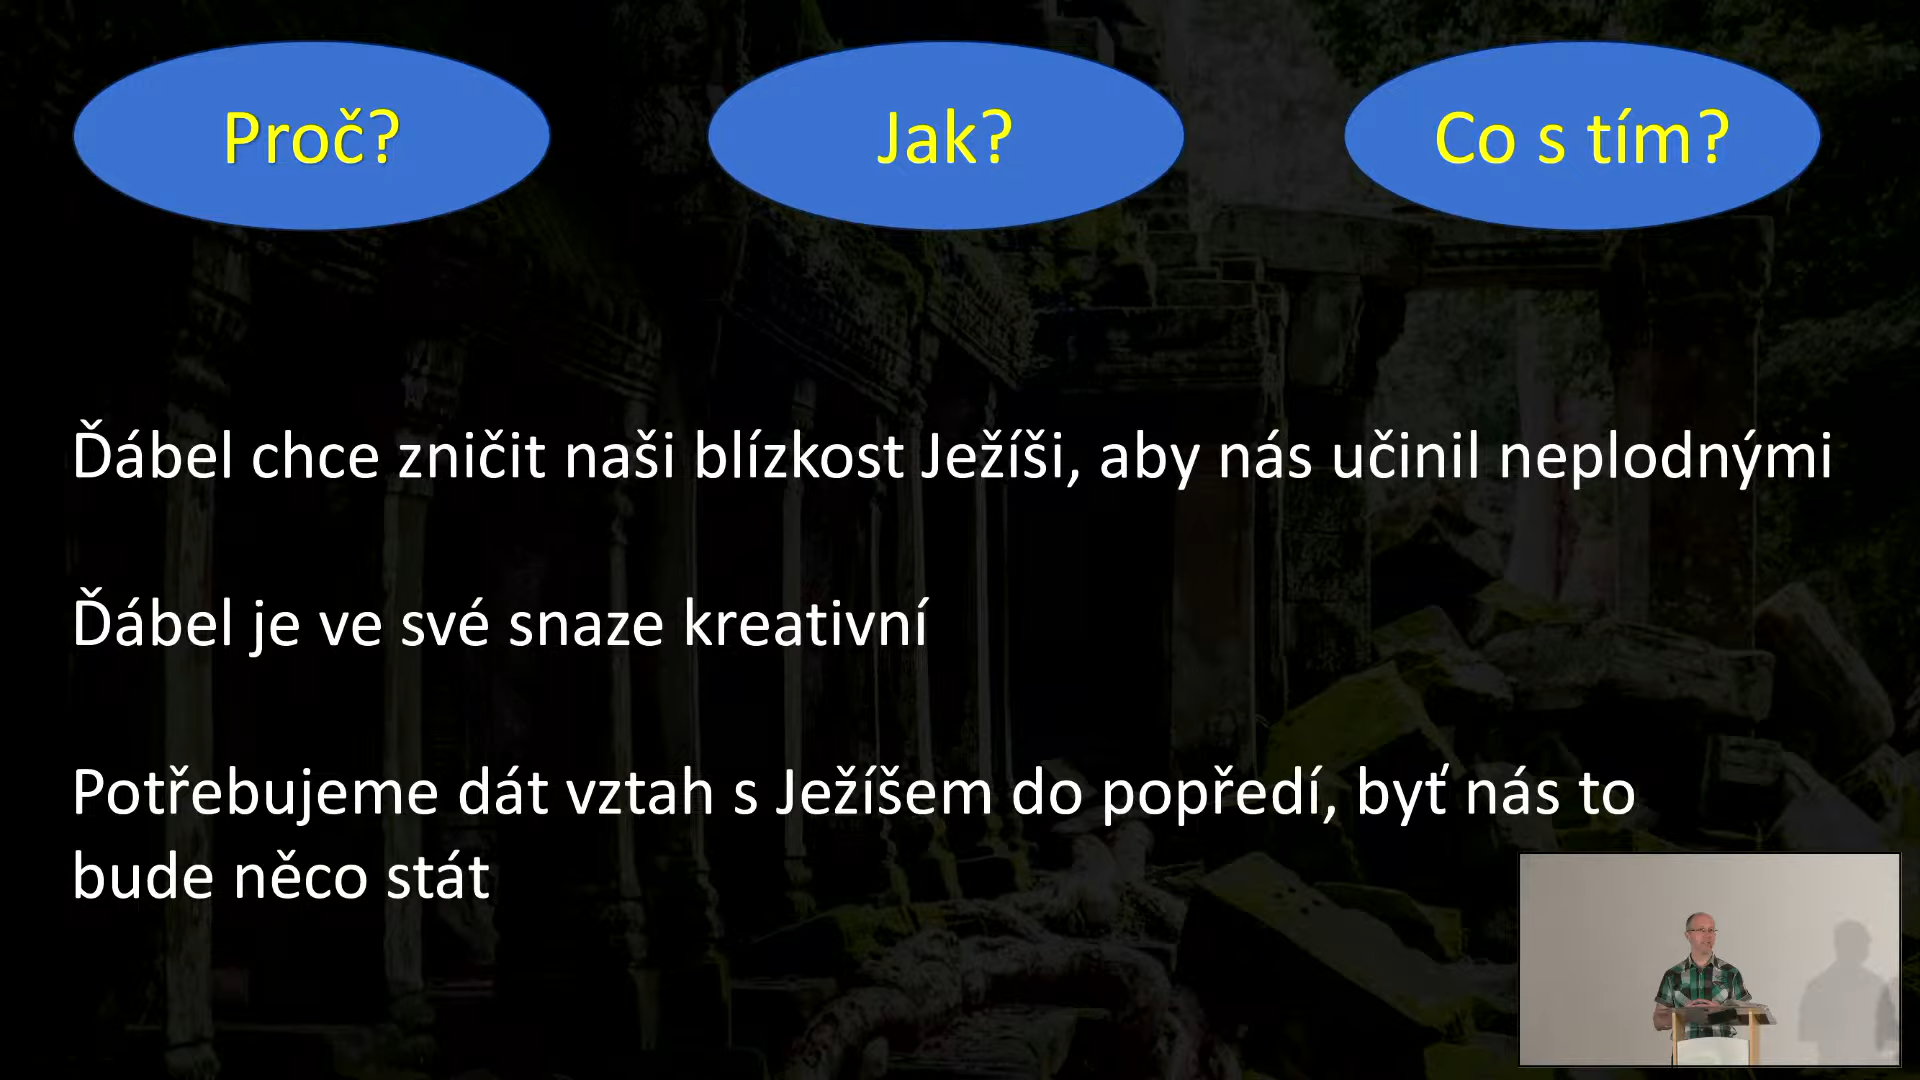 Proč?
Jak?
Co s tím?
Ďábel chce zničit naši blízkost Ježíši, aby nás učinil neplodnými
Ďábel je ve své snaze kreativní
Potřebujeme dát vztah s Ježíšem do popředí, byť nás to
bude něco stát